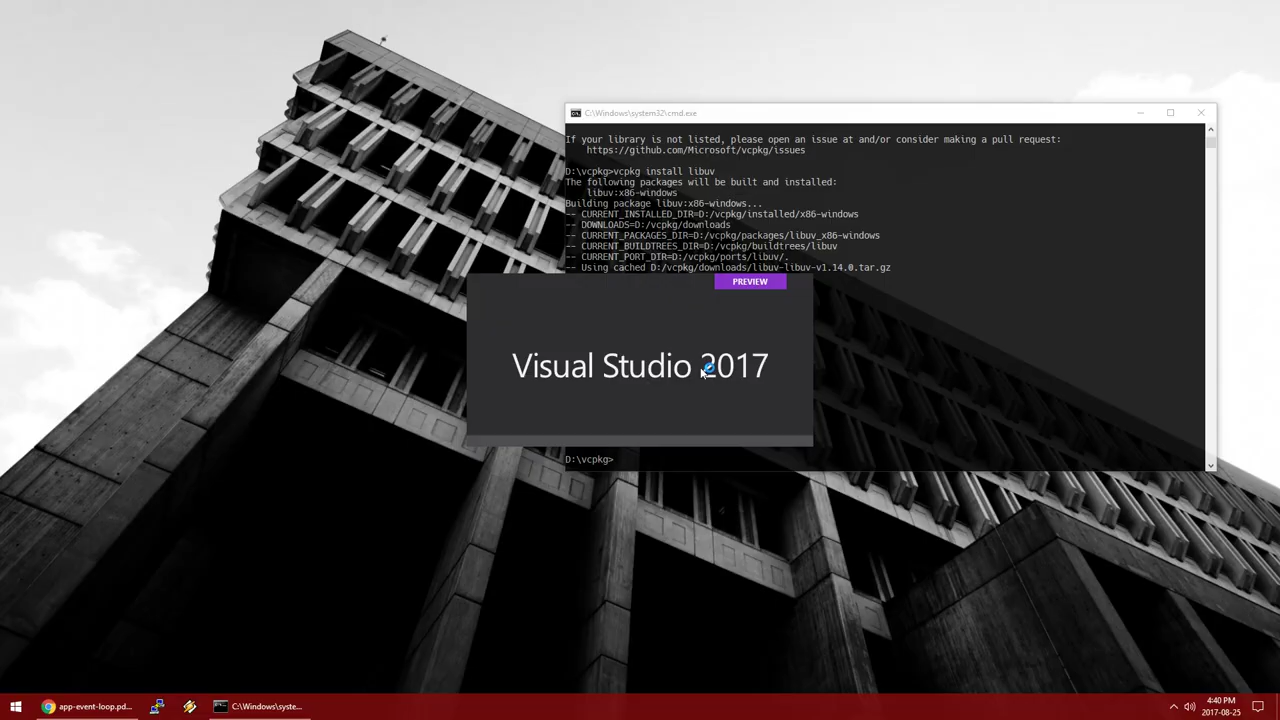 C:\Windows\system32\cmd.exe
If your library is not listed, please open an issue at and/or consider making a pull request:
https://github.com/Microsoft/vcpkg/issues
D:\vcpkg>vcpkg install libuv
The following packages will be built and installed:
libuv:x86-windows
Building package libuv:x86-windows...
-- CURRENT_INSTALLED_DIR=D:/vcpkg/installed/x86-windows
-- DOWNLOADS=D:/vcpkg/downloads
-- CURRENT_PACKAGES_DIR=D:/vcpkg/packages/libuv_x86-windows
-- CURRENT_BUILDTREES_DIR=D:/vcpkg/buildtrees/libuv
-- CURRENT_PORT_DIR=D:/vcpkg/ports/libuv/.
-- Using cached D:/vcpkg/downloads/libuv-libuv-v1.14.0.tar.gz
PREVIEW
Visual Studio 2017
D:\vcpkg>
app-event-loop.pd...
C:\Windows\syste...
4:40 PM
2017-08-25